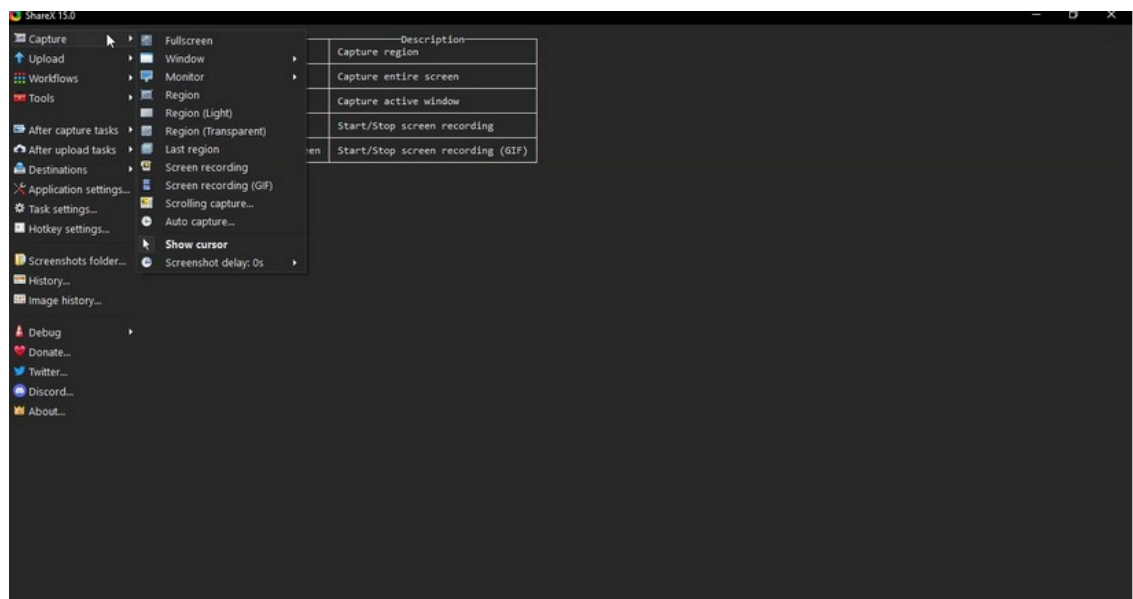 ShareX 15.0
Capture
Upload
Workflows
Tools
After capture tasks
After upload tasks
Destinations
Application settings...
Task settings...
Hotkey settings...
Screenshots folder...
History...
Image history...
Debug
Donate...
Twitter...
Discord...
About...
Fullscreen
Window
Monitor
Region
Region (Light)
Region (Transparent)
Last region
Screen recording
Screen recording (GIF)
Scrolling capture...
Auto capture...
Show cursor
Screenshot delay: 0s
Description
Capture region
Capture entire screen
Capture active window
Start/Stop screen recording
een
Start/Stop screen recording (GIF)